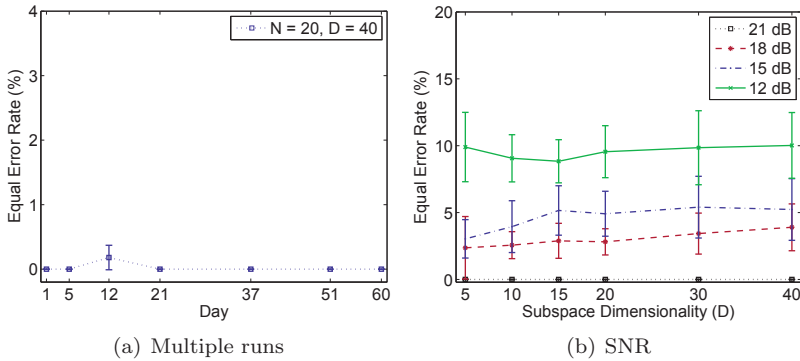 4
3
2
1
0
Equal Error Rate (%)
N = 20, D = 40
1 5 12 21 37 51 60
Day
(a) Multiple runs
20
15
10
5
0
Equal Error Rate (%)
21 dB
18 dB
15 dB
12 dB
5 10 15 20 30 40
Subspace Dimensionality (D)
(b) SNR